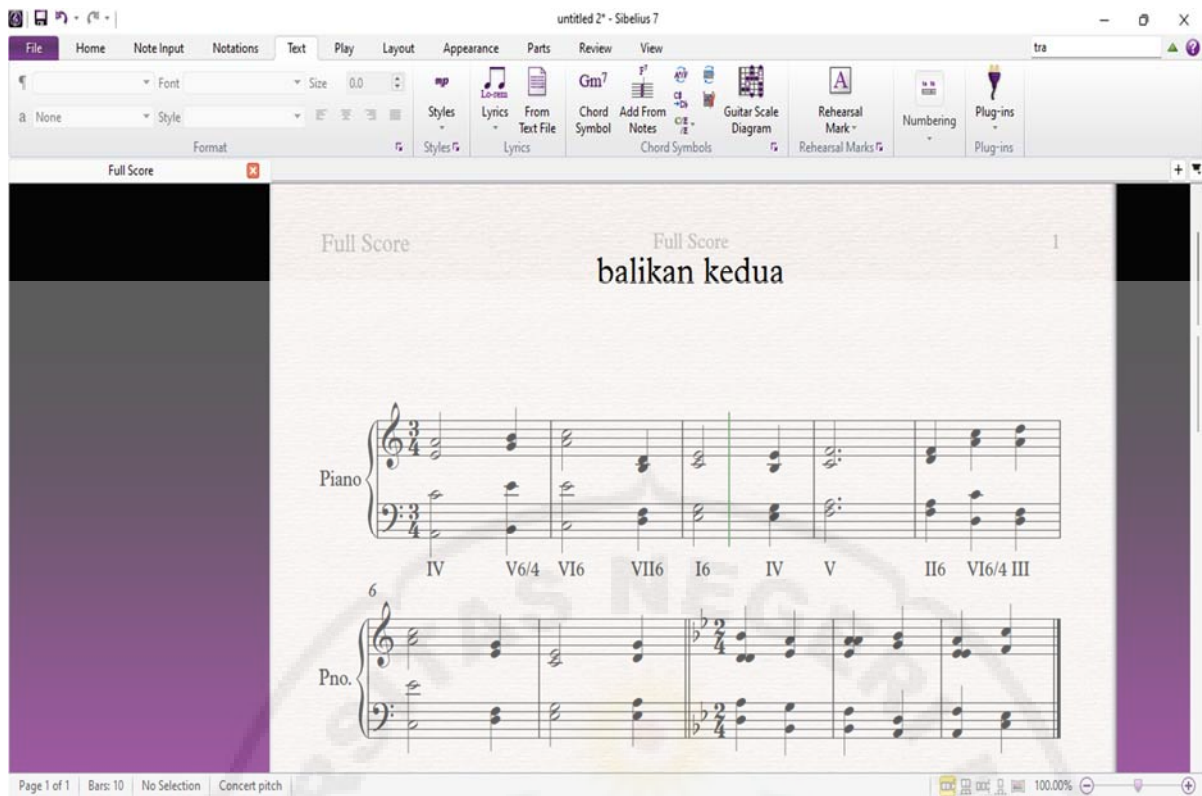 untitled 2* - Sibelius 7
File Home Note Input Notations Text Play Layout Appearance Parts Review View tra
Font Size 0.0
a None Style
Format
mp Styles
Styles
Lo-rem Lyrics From Text File
Lyrics
Gm7 Chord Symbol Add From Notes Guitar Scale Diagram
Chord Symbols
A Rehearsal Mark
Rehearsal Marks
Numbering
Plug-ins
Plug-ins
Full Score
Full Score Full Score 1
balikan kedua
Piano
IV V6/4 VI6 VII6 I6 IV V II6 VI6/4 III
6
Pno.
Page 1 of 1 Bars: 10 No Selection Concert pitch 100.00%